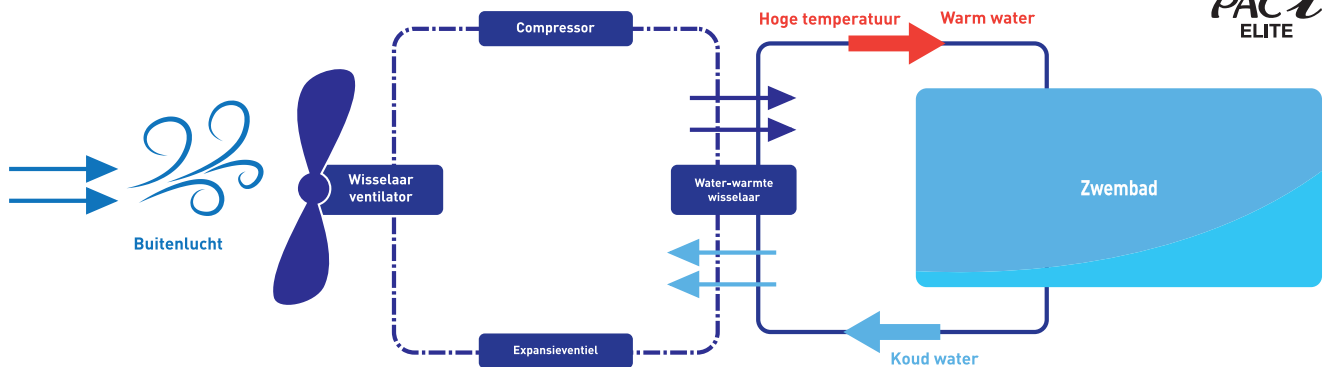 Compressor
Hoge temperatuur
Warm water
PAC i
ELITE
Wisselaar
ventilator
Water-warmte
wisselaar
Zwembad
Buitenlucht
Expansieventiel
Koud water